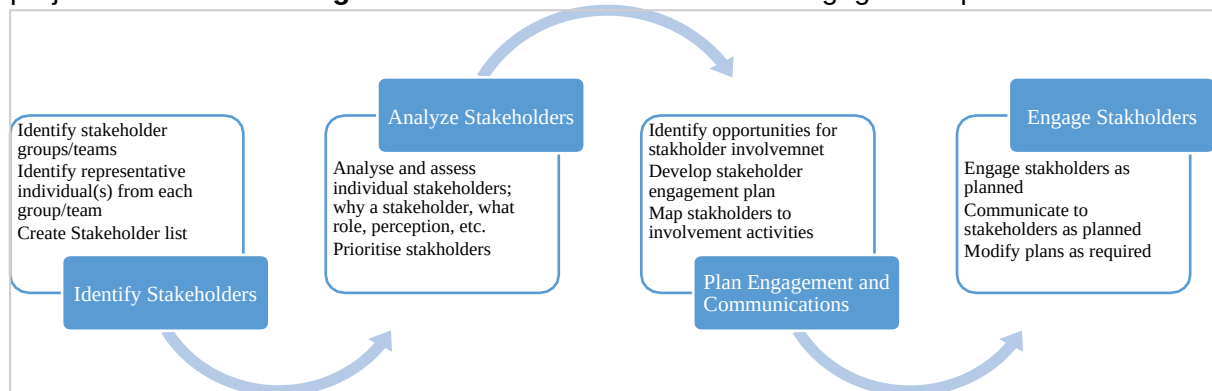 Identify stakeholder
groups/teams
Identify representative
individual(s) from each
group/team
Create Stakeholder list
Identify Stakeholders
Analyze Stakeholders
Analyse and assess
individual stakeholders;
why a stakeholder, what
role, perception, etc.
Prioritise stakholders
Identify opportunities for
stakholder involvemnet
Develop stakeholder
engagement plan
Map stakholders to
involvement activities
Plan Engagement and
Communications
Engage Stakholders
Engage stakholders as
planned
Communicate to
stakeholders as planned
Modify plans as required